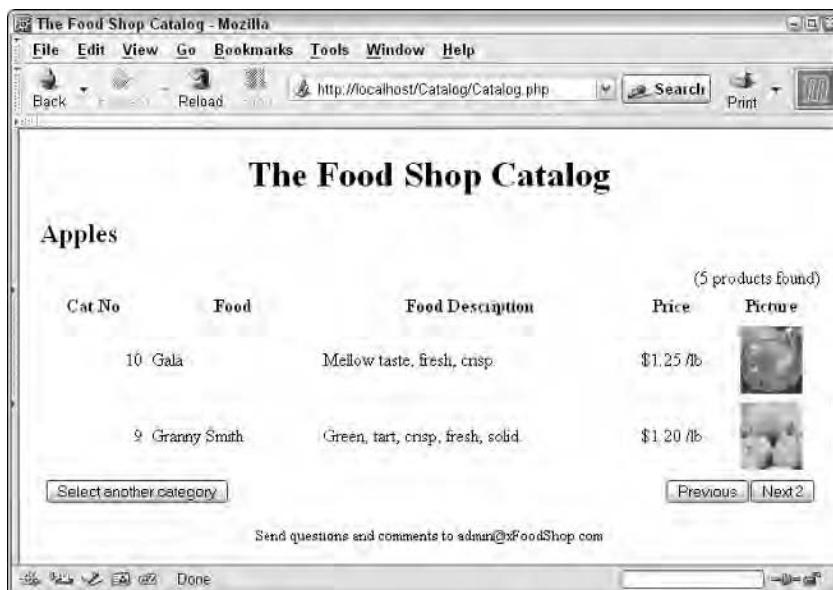 The Food Shop Catalog - Mozilla
File Edit View Go Bookmarks Tools Window Help
Back Reload http://localhost/Catalog/Catalog.php Search Print
The Food Shop Catalog
Apples
(5 products found)
Cat No Food Food Description Price Picture
10 Gala Mellow taste, fresh, crisp. $1.25 /lb
9 Granny Smith Green, tart, crisp, fresh, solid. $1.20 /lb
Select another category Previous Next 2
Send questions and comments to admin@xFoodShop.com
Done